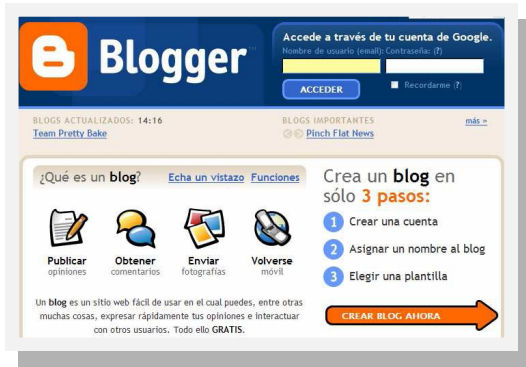 Blogger
Accede a través de tu cuenta de Google.
Nombre de usuario (email): Contraseña: (?)
ACCEDER
Recordarme (?)
BLOGS ACTUALIZADOS: 14:16
Team Pretty Bake
BLOGS IMPORTANTES
más »
Pinch Flat News
¿Qué es un blog?
Echa un vistazo
Funciones
Publicar
opiniones
Obtener
comentarios
Enviar
fotografías
Volverse
móvil
Un blog es un sitio web fácil de usar en el cual puedes, entre otras
muchas cosas, expresar rápidamente tus opiniones e interactuar
con otros usuarios. Todo ello GRATIS.
Crea un blog en
sólo 3 pasos:
1 Crear una cuenta
2 Asignar un nombre al blog
3 Elegir una plantilla
CREAR BLOG AHORA